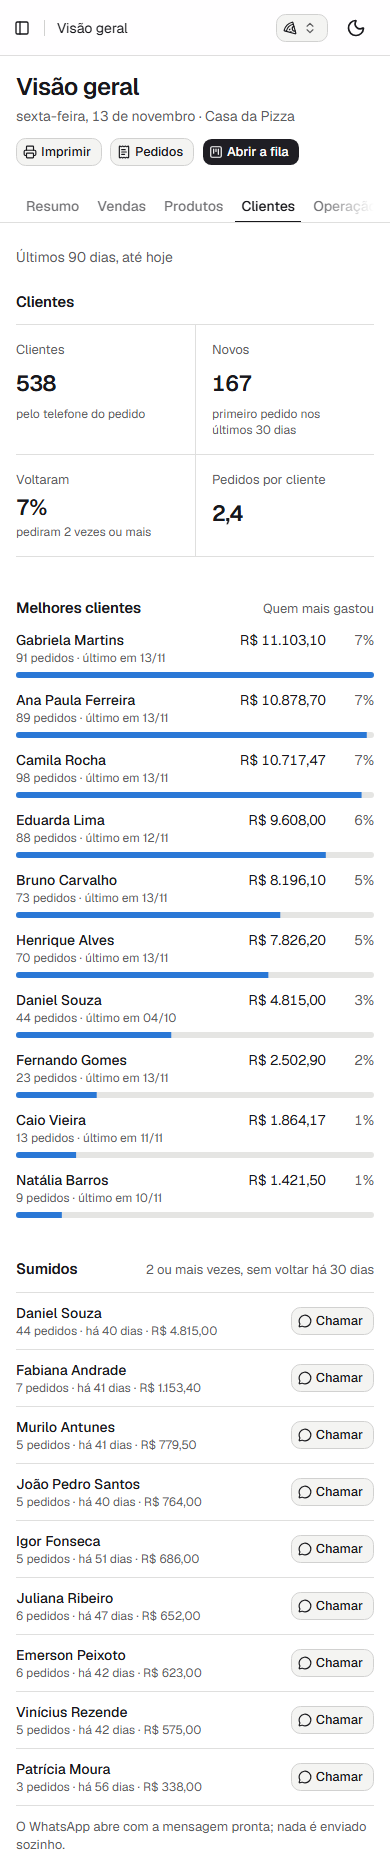 Visão geral
Visão geral
sexta-feira, 13 de novembro · Casa da Pizza
Imprimir
Pedidos
Abrir a fila
Resumo Vendas Produtos Clientes Operaçã
Últimos 90 dias, até hoje
Clientes
Clientes
538
pelo telefone do pedido
Novos
167
primeiro pedido nos
últimos 30 dias
Voltaram
7%
pediram 2 vezes ou mais
Pedidos por cliente
2,4
Melhores clientes Quem mais gastou
Gabriela Martins R$ 11.103,10 7%
91 pedidos · último em 13/11
Ana Paula Ferreira R$ 10.878,70 7%
89 pedidos · último em 13/11
Camila Rocha R$ 10.717,47 7%
98 pedidos · último em 13/11
Eduarda Lima R$ 9.608,00 6%
88 pedidos · último em 12/11
Bruno Carvalho R$ 8.196,10 5%
73 pedidos · último em 13/11
Henrique Alves R$ 7.826,20 5%
70 pedidos · último em 13/11
Daniel Souza R$ 4.815,00 3%
44 pedidos · último em 04/10
Fernando Gomes R$ 2.502,90 2%
23 pedidos · último em 13/11
Caio Vieira R$ 1.864,17 1%
13 pedidos · último em 11/11
Natália Barros R$ 1.421,50 1%
9 pedidos · último em 10/11
Sumidos 2 ou mais vezes, sem voltar há 30 dias
Daniel Souza
44 pedidos · há 40 dias · R$ 4.815,00
Chamar
Fabiana Andrade
7 pedidos · há 41 dias · R$ 1.153,40
Chamar
Murilo Antunes
5 pedidos · há 41 dias · R$ 779,50
Chamar
João Pedro Santos
5 pedidos · há 40 dias · R$ 764,00
Chamar
Igor Fonseca
5 pedidos · há 51 dias · R$ 686,00
Chamar
Juliana Ribeiro
6 pedidos · há 47 dias · R$ 652,00
Chamar
Emerson Peixoto
6 pedidos · há 42 dias · R$ 623,00
Chamar
Vinícius Rezende
5 pedidos · há 42 dias · R$ 575,00
Chamar
Patrícia Moura
3 pedidos · há 56 dias · R$ 338,00
Chamar
O WhatsApp abre com a mensagem pronta; nada é enviado
sozinho.